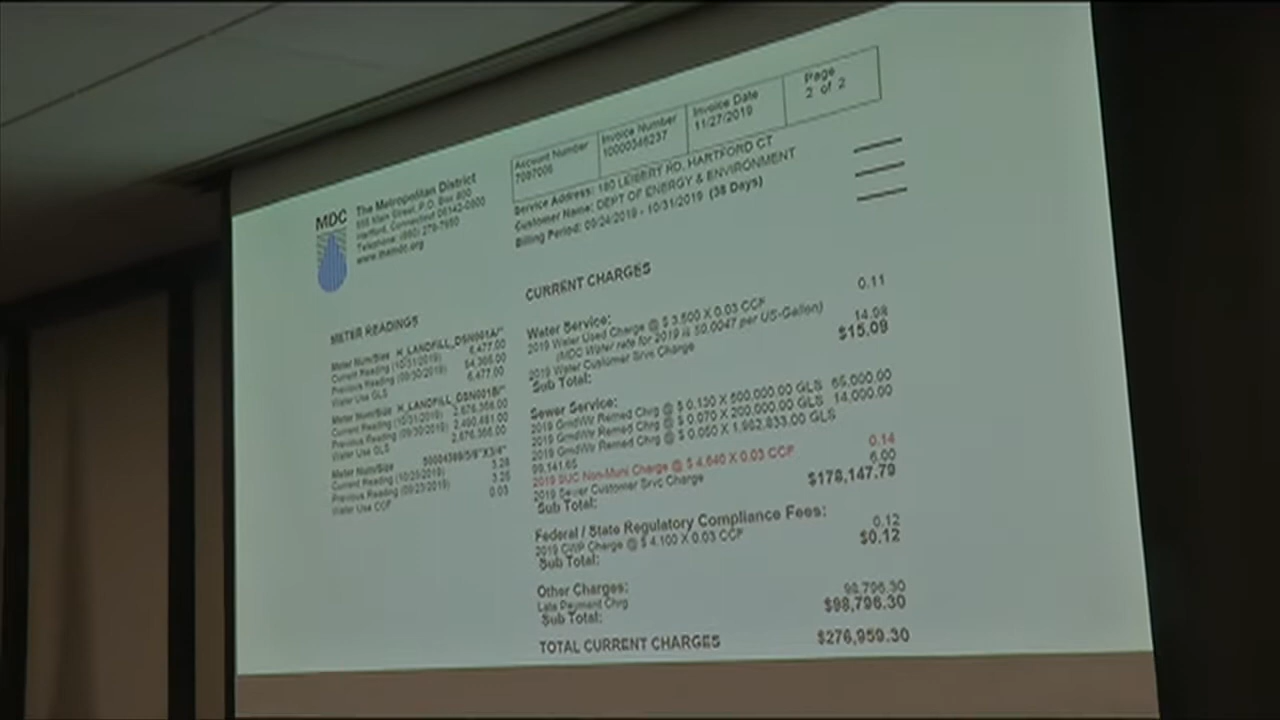 MDC
The Metropolitan District
555 Main Street, P.O. Box 800
Hartford, Connecticut 06142-0800
Telephone: (860) 278-7850
www.themdc.org
Account Number
7097006
Invoice Number
10000346237
Invoice Date
11/27/2019
Page
2 of 2
Service Address: 180 LEIBERT RD, HARTFORD CT
Customer Name: DEPT OF ENERGY & ENVIRONMENT
Billing Period: 09/24/2019 - 10/31/2019 (38 Days)
METER READINGS
Meter Num/Size H_LANDFILL_DSN001A/"
Current Reading (10/31/2019) 6,477.00
Previous Reading (09/30/2019)
Water Use GLS 6,477.00
Meter Num/Size H_LANDFILL_DSN001B/"
Current Reading (10/31/2019) 2,676,356.00
Previous Reading (09/30/2019)
Water Use GLS 2,676,356.00
Meter Num/Size
Current Reading (10/29/2019) 3.28
Previous Reading (09/23/2019) 3.25
Water Use CCF 0.03
CURRENT CHARGES
Water Service:
2019 Water Used Charge @ $ 3.500 X 0.03 CCF 0.11
(MDC Water rate for 2019 is $0.0047 per US-Gallon)
2019 Water Customer Srvc Charge 14.98
Sub Total: $15.09
Sewer Service:
2019 GrndWtr Remed Chrg @ $ 0.130 X 500,000.00 GLS 65,000.00
2019 GrndWtr Remed Chrg @ $ 0.070 X 200,000.00 GLS 14,000.00
2019 GrndWtr Remed Chrg @ $ 0.050 X 1,982,833.00 GLS
99,141.65
2019 SUC Non-Muni Charge @ $ 4.640 X 0.03 CCF 0.14
2019 Sewer Customer Srvc Charge 6.00
Sub Total: $178,147.79
Federal / State Regulatory Compliance Fees:
2019 CWP Charge @ $ 4.100 X 0.03 CCF 0.12
Sub Total: $0.12
Other Charges:
Late Payment Chrg 98,796.30
Sub Total: $98,796.30
TOTAL CURRENT CHARGES $276,959.30